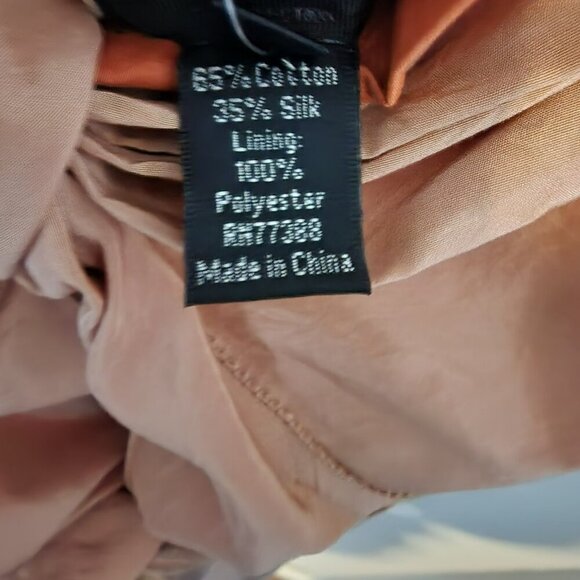 65% Cotton
35% Silk
Lining:
100%
Polyester
RN77388
Made in China